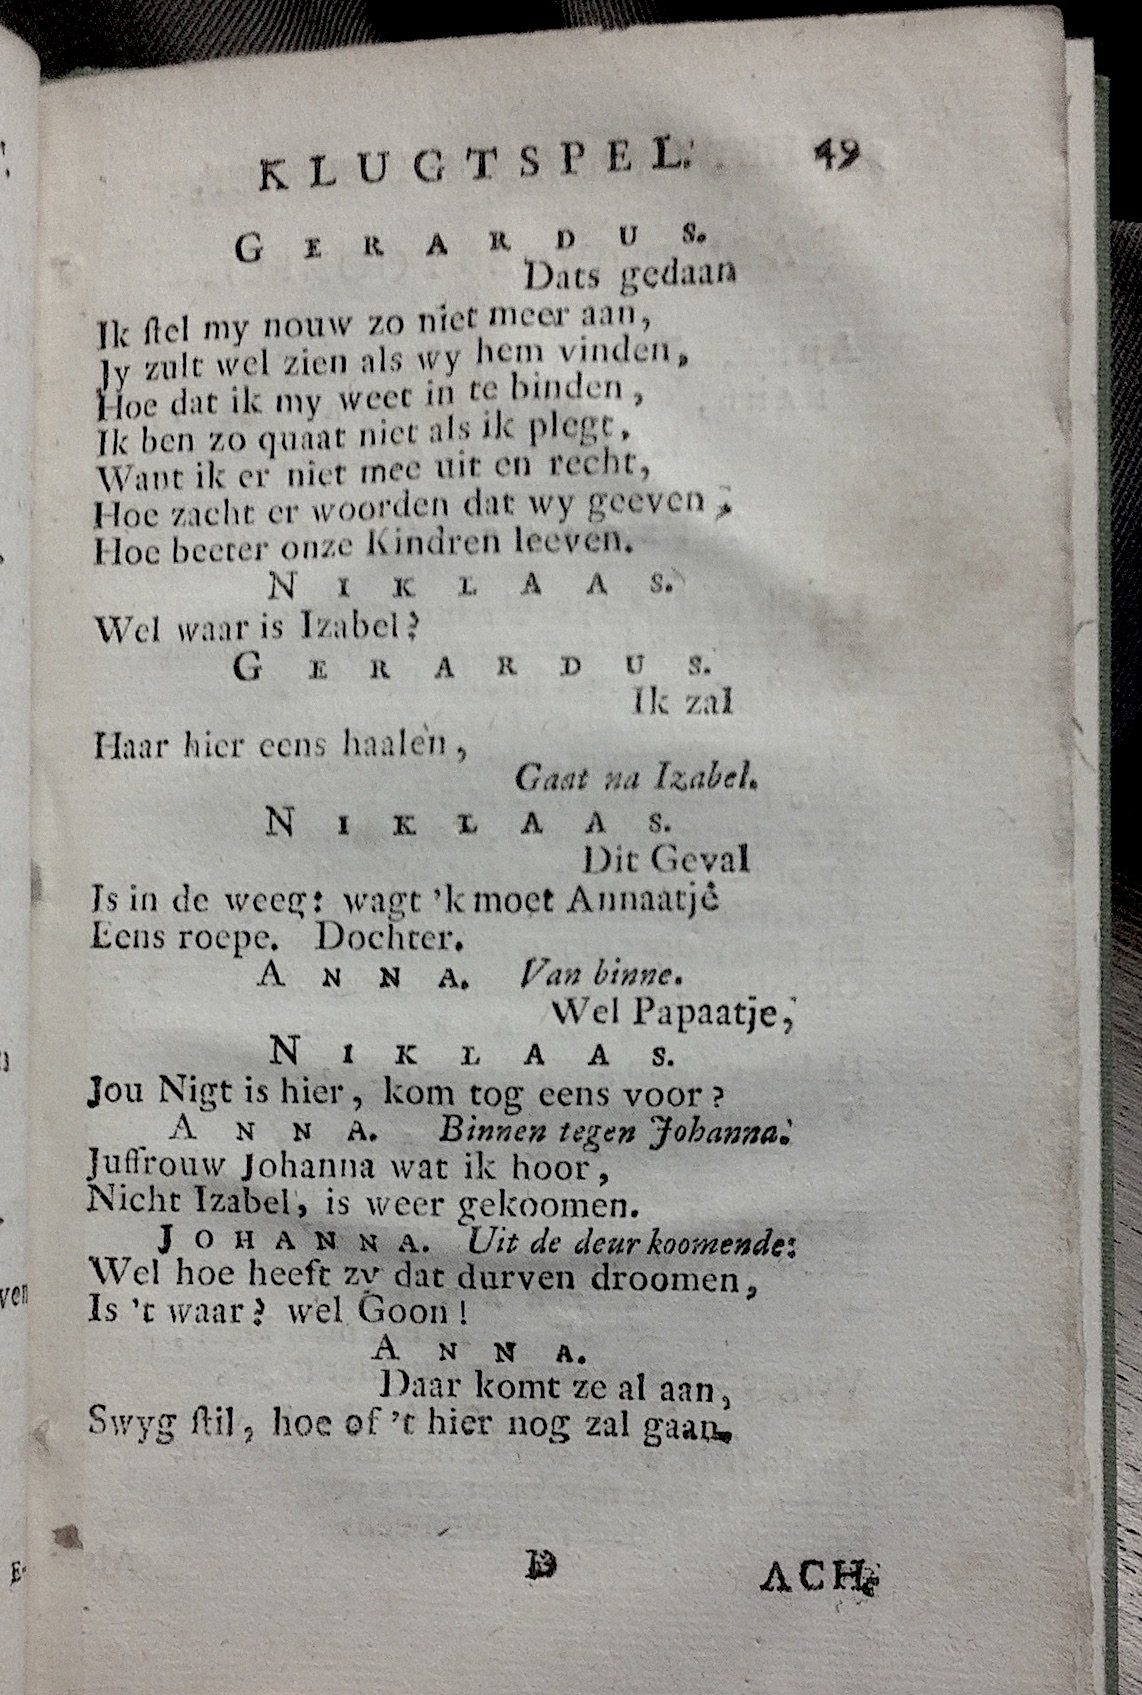 KLUGTSPEL. 49
GERARDUS.
Dats gedaan
Ik ſtel my nouw zo niet meer aan,
Jy zult wel zien als wy hem vinden,
Hoe dat ik my weet in te binden,
Ik ben zo quaat niet als ik plegt,
Want ik er niet mee uit en recht,
Hoe zacht er woorden dat wy geeven,
Hoe beeter onze Kindren leeven.
NIKLAAS.
Wel waar is Izabel?
GERARDUS.
Ik zal
Haar hier eens haalen,
Gaat na Izabel.
NIKLAAS.
Dit Geval
Is in de weeg: wagt 'k moet Annaatje
Eens roepe. Dochter.
ANNA. Van binne.
Wel Papaatje,
NIKLAAS.
Jou Nigt is hier, kom tog eens voor?
ANNA. Binnen tegen Johanna.
Juffrouw Johanna wat ik hoor,
Nicht Izabel, is weer gekoomen.
JOHANNA. Uit de deur koomende:
Wel hoe heeft zy dat durven droomen,
Is 't waar? wel Goon!
ANNA.
Daar komt ze al aan,
Swyg ſtil, hoe of 't hier nog zal gaan.
D ACH-